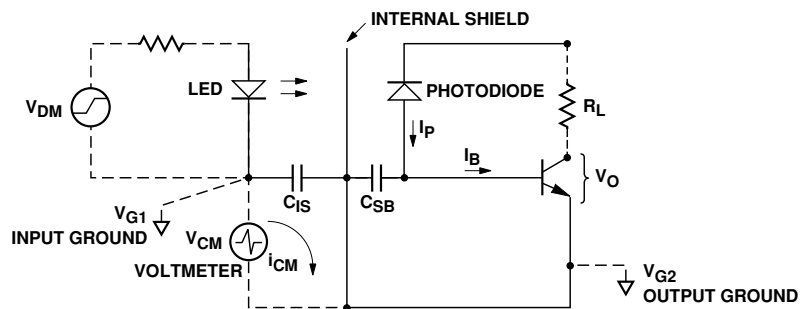 INTERNAL SHIELD
LED
PHOTODIODE
V_DM
R_L
I_P
I_B
V_O
C_IS
C_SB
V_G1
INPUT GROUND
V_CM
VOLTMETER
i_CM
V_G2
OUTPUT GROUND